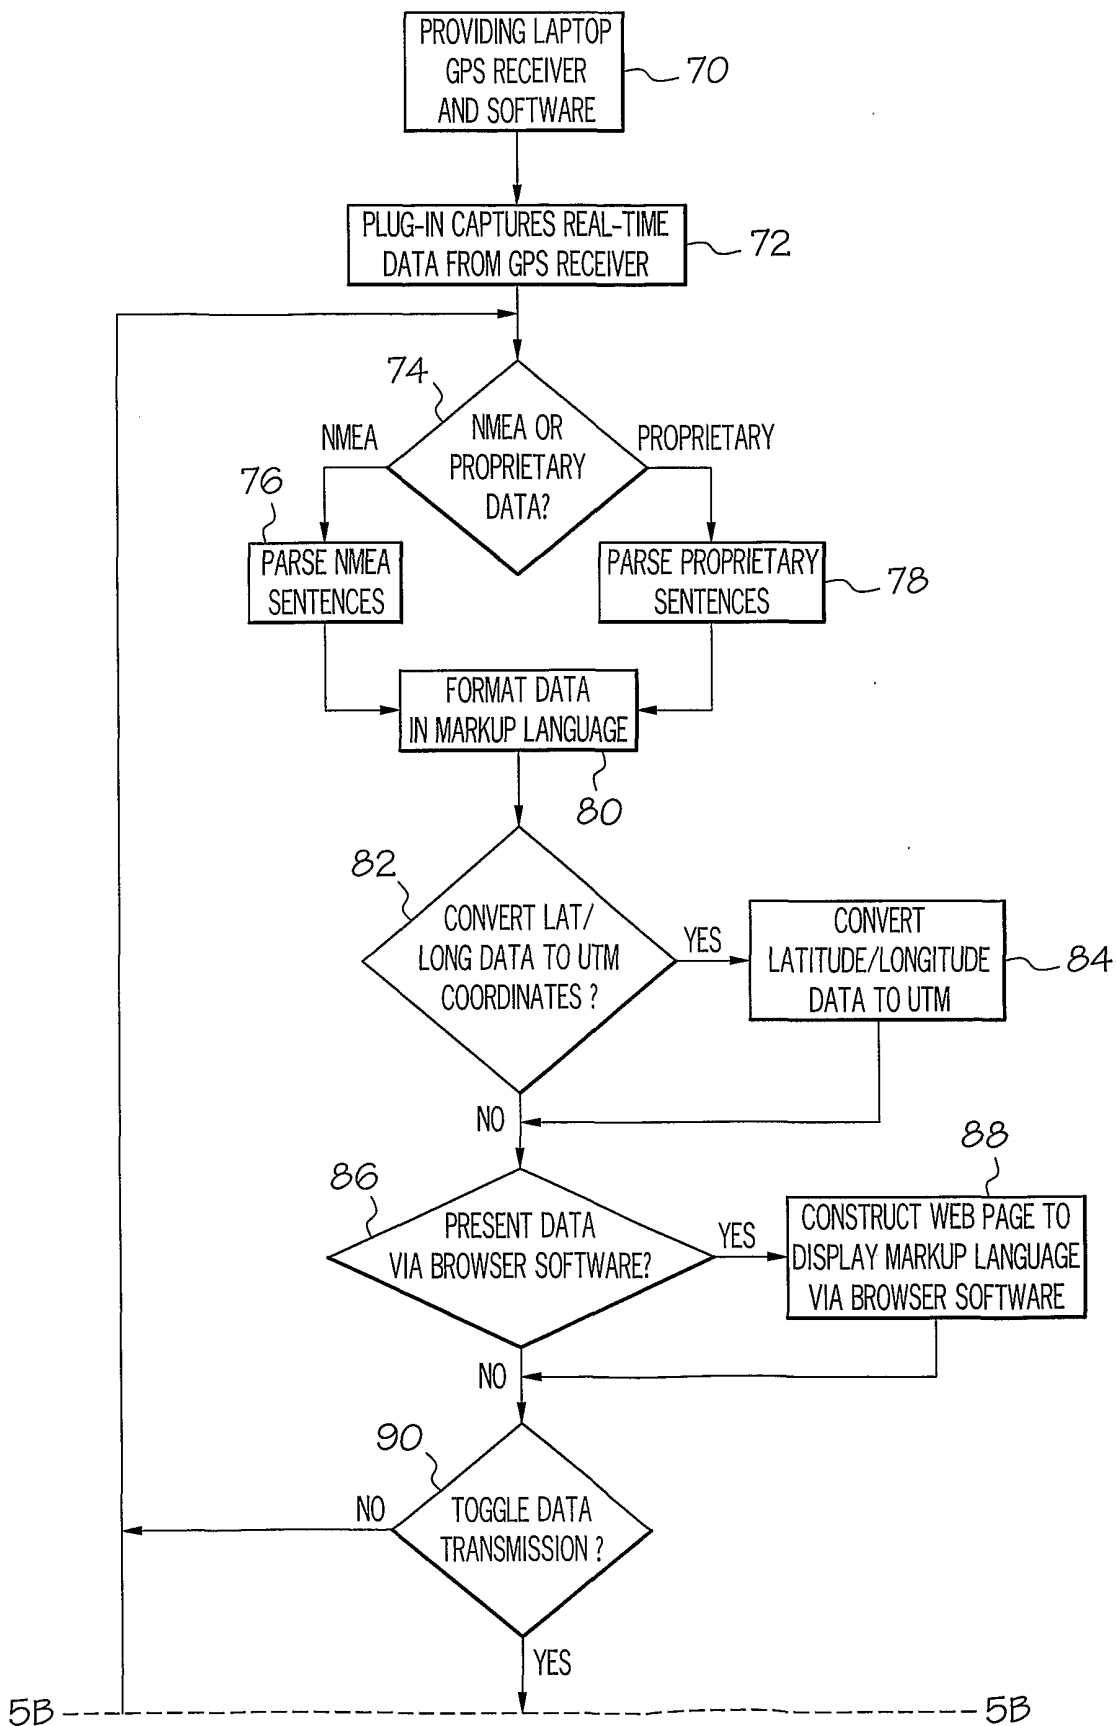 PROVIDING LAPTOP
GPS RECEIVER
AND SOFTWARE
70
PLUG-IN CAPTURES REAL-TIME
DATA FROM GPS RECEIVER
72
74
NMEA OR
PROPRIETARY
DATA?
NMEA
PROPRIETARY
76
PARSE NMEA
SENTENCES
PARSE PROPRIETARY
SENTENCES
78
FORMAT DATA
IN MARKUP LANGUAGE
80
82
CONVERT LAT/
LONG DATA TO UTM
COORDINATES ?
YES
CONVERT
LATITUDE/LONGITUDE
DATA TO UTM
84
NO
86
PRESENT DATA
VIA BROWSER SOFTWARE?
YES
88
CONSTRUCT WEB PAGE TO
DISPLAY MARKUP LANGUAGE
VIA BROWSER SOFTWARE
NO
90
NO
TOGGLE DATA
TRANSMISSION ?
YES
5B
5B